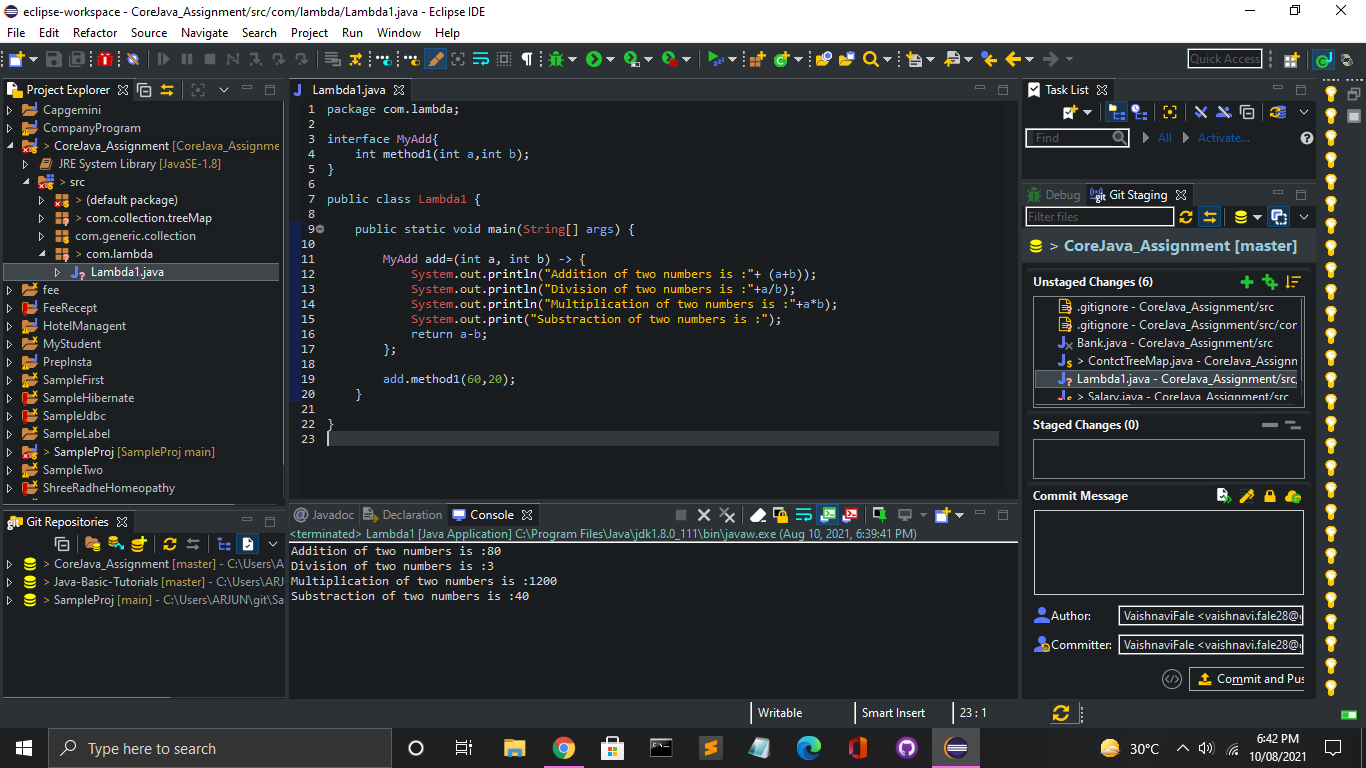 eclipse-workspace - CoreJava_Assignment/src/com/lambda/Lambda1.java - Eclipse IDE
File Edit Refactor Source Navigate Search Project Run Window Help
Quick Access
Project Explorer
Capgemini
CompanyProgram
> CoreJava_Assignment [CoreJava_Assignme
JRE System Library [JavaSE-1.8]
> src
> (default package)
> com.collection.treeMap
com.generic.collection
> com.lambda
Lambda1.java
fee
FeeRecept
HotelManagent
MyStudent
PrepInsta
SampleFirst
SampleHibernate
SampleJdbc
SampleLabel
> SampleProj [SampleProj main]
SampleTwo
ShreeRadheHomeopathy
Git Repositories
> CoreJava_Assignment [master] - C:\Users\A
> Java-Basic-Tutorials [master] - C:\Users\ARJ
> SampleProj [main] - C:\Users\ARJUN\git\Sa
Lambda1.java
1 package com.lambda;
2
3 interface MyAdd{
4 int method1(int a,int b);
5 }
6
7 public class Lambda1 {
8
9 public static void main(String[] args) {
10
11 MyAdd add=(int a, int b) -> {
12 System.out.println("Addition of two numbers is :"+ (a+b));
13 System.out.println("Division of two numbers is :"+a/b);
14 System.out.println("Multiplication of two numbers is :"+a*b);
15 System.out.print("Substraction of two numbers is :");
16 return a-b;
17 };
18
19 add.method1(60,20);
20 }
21
22 }
23
Javadoc Declaration Console
<terminated> Lambda1 [Java Application] C:\Program Files\Java\jdk1.8.0_111\bin\javaw.exe (Aug 10, 2021, 6:39:41 PM)
Addition of two numbers is :80
Division of two numbers is :3
Multiplication of two numbers is :1200
Substraction of two numbers is :40
Task List
Find All Activate...
Debug Git Staging
Filter files
> CoreJava_Assignment [master]
Unstaged Changes (6)
.gitignore - CoreJava_Assignment/src
.gitignore - CoreJava_Assignment/src/cor
Bank.java - CoreJava_Assignment/src
> ContctTreeMap.java - CoreJava_Assignn
Lambda1.java - CoreJava_Assignment/src,
> Salary.java - CoreJava_Assignment/src
Staged Changes (0)
Commit Message
Author: VaishnaviFale <vaishnavi.fale28@
Committer: VaishnaviFale <vaishnavi.fale28@
Commit and Pus
Writable Smart Insert 23 : 1
Type here to search
30°C
6:42 PM
10/08/2021